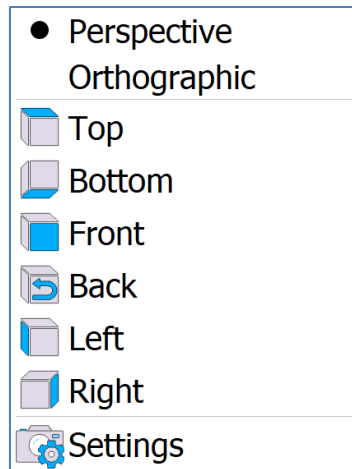 Perspective
Orthographic
Top
Bottom
Front
Back
Left
Right
Settings